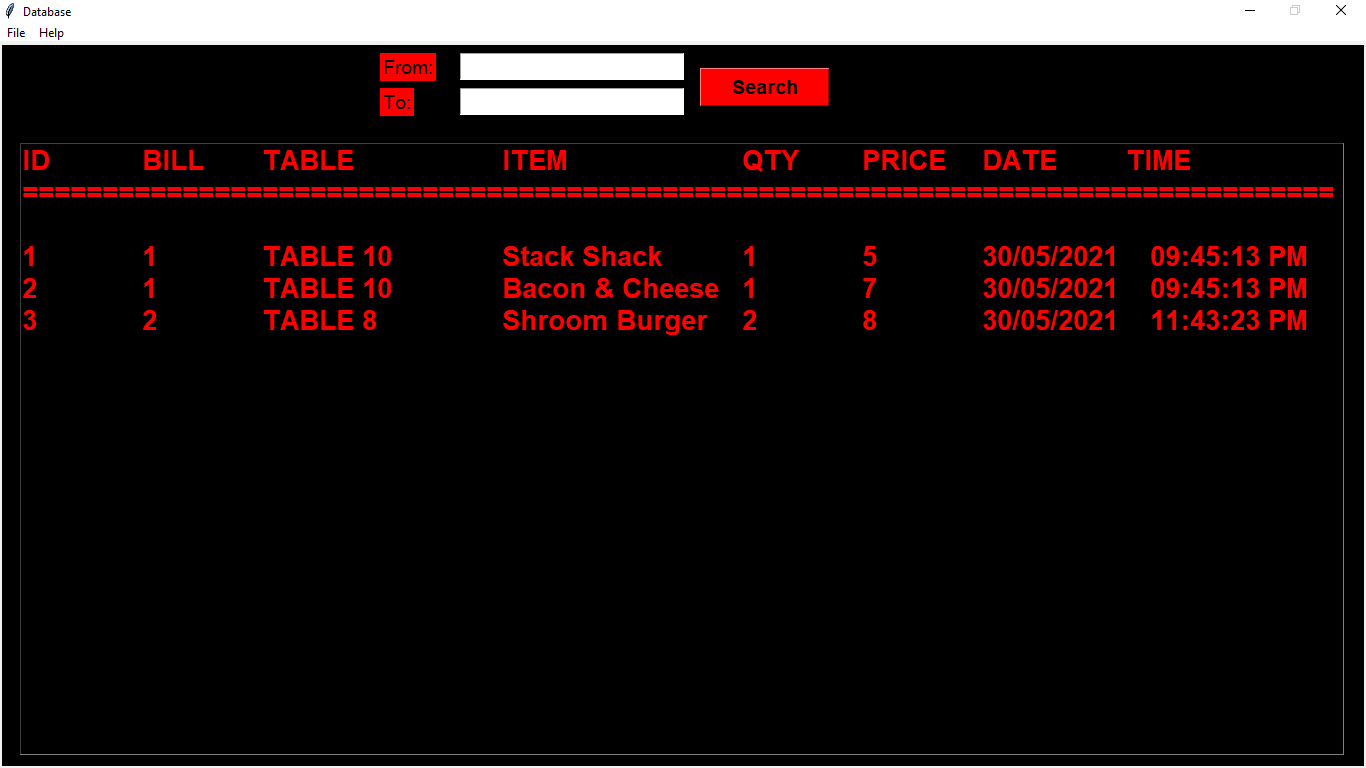 Database
File Help
From:
To:
Search
ID BILL TABLE ITEM QTY PRICE DATE TIME
==================================================================================
1 1 TABLE 10 Stack Shack 1 5 30/05/2021 09:45:13 PM
2 1 TABLE 10 Bacon & Cheese 1 7 30/05/2021 09:45:13 PM
3 2 TABLE 8 Shroom Burger 2 8 30/05/2021 11:43:23 PM